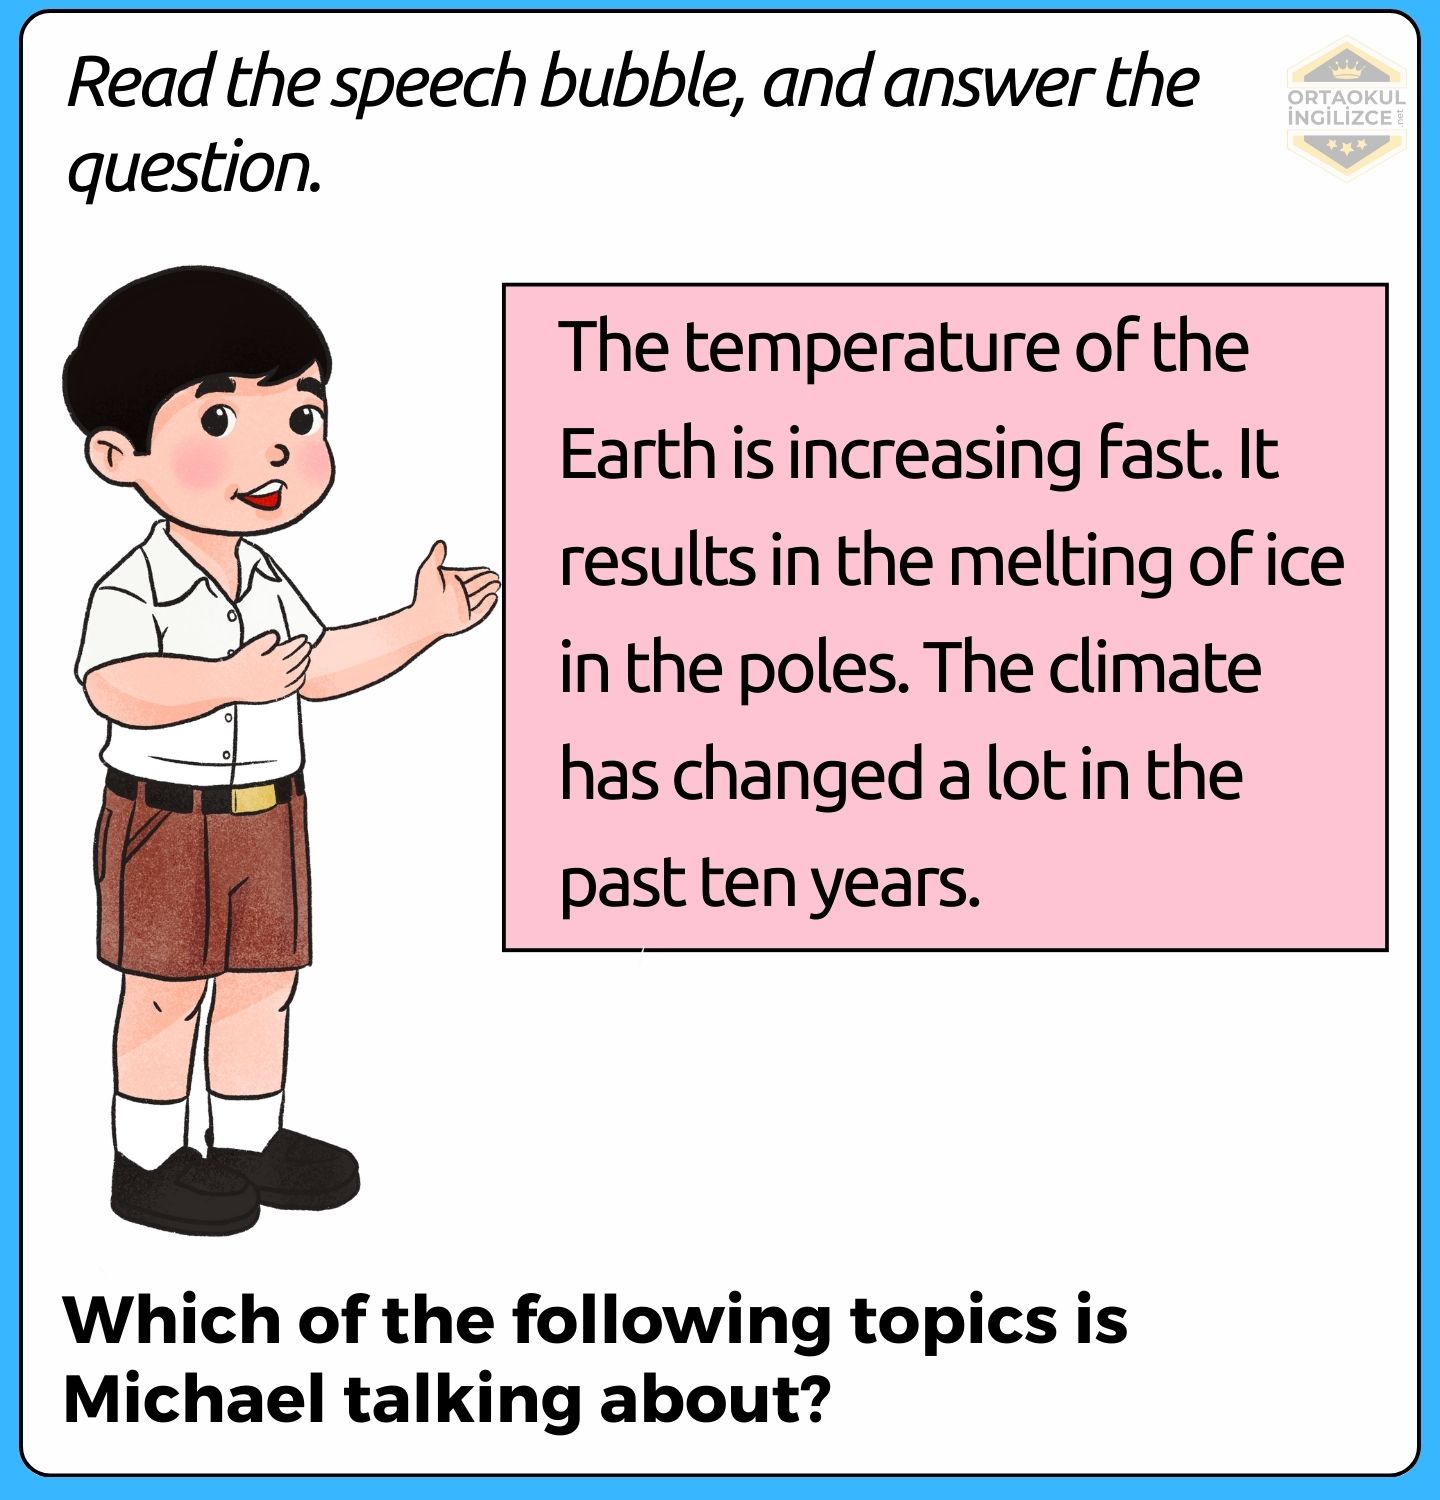 Read the speech bubble, and answer the
question.
ORTAOKUL
İNGİLİZCE .net
The temperature of the
Earth is increasing fast. It
results in the melting of ice
in the poles. The climate
has changed a lot in the
past ten years.
Which of the following topics is
Michael talking about?